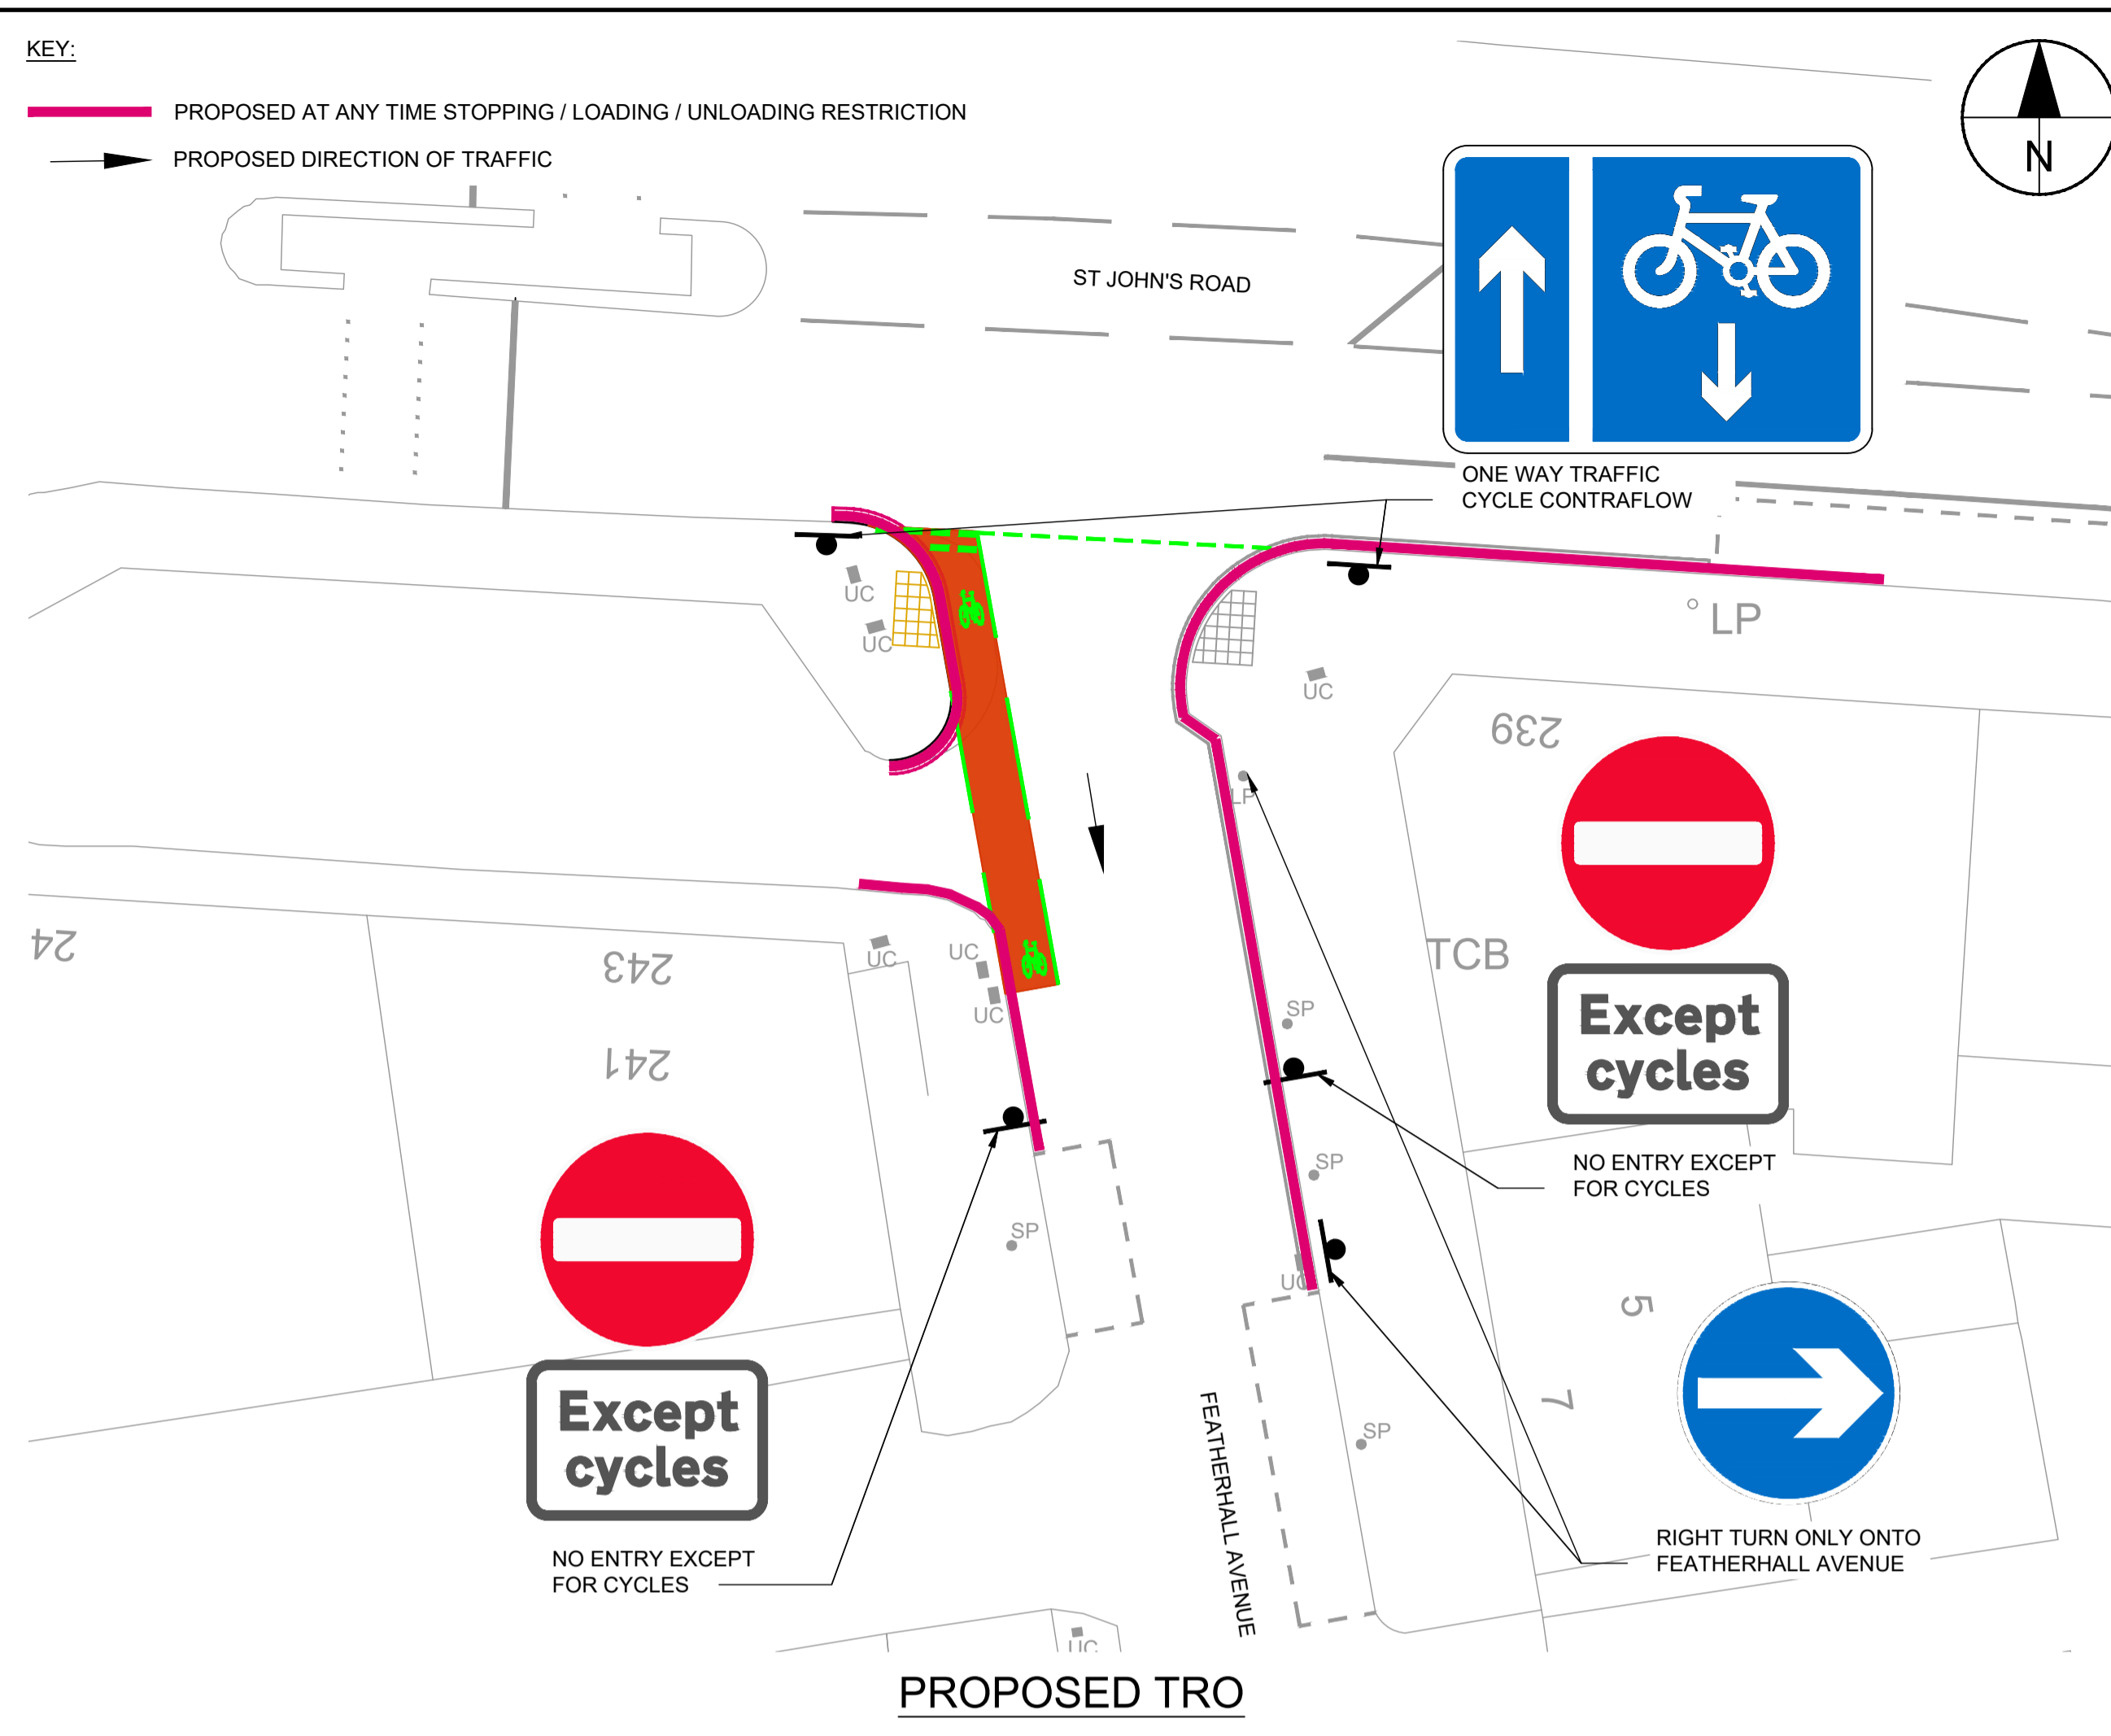 KEY:
PROPOSED AT ANY TIME STOPPING / LOADING / UNLOADING RESTRICTION
PROPOSED DIRECTION OF TRAFFIC
N
ST JOHN'S ROAD
ONE WAY TRAFFIC
CYCLE CONTRAFLOW
UC
UC
LP
UC
239
LP
24
243
UC
UC
TCB
UC
Except
cycles
241
SP
NO ENTRY EXCEPT
FOR CYCLES
SP
SP
UC
5
Except
cycles
7
FEATHERHALL AVENUE
SP
RIGHT TURN ONLY ONTO
FEATHERHALL AVENUE
NO ENTRY EXCEPT
FOR CYCLES
UC
PROPOSED TRO